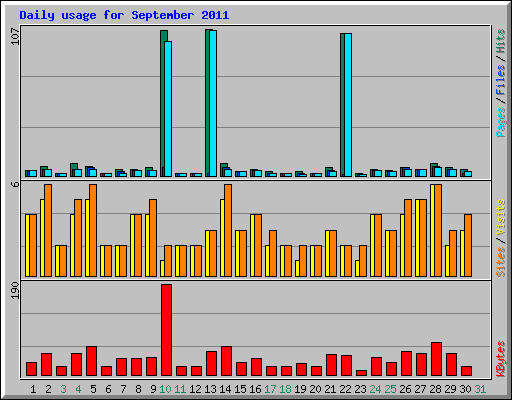 Daily usage for September 2011
107
Pages / Files / Hits
6
Sites / Visits
190
KBytes
1 2 3 4 5 6 7 8 9 10 11 12 13 14 15 16 17 18 19 20 21 22 23 24 25 26 27 28 29 30 31